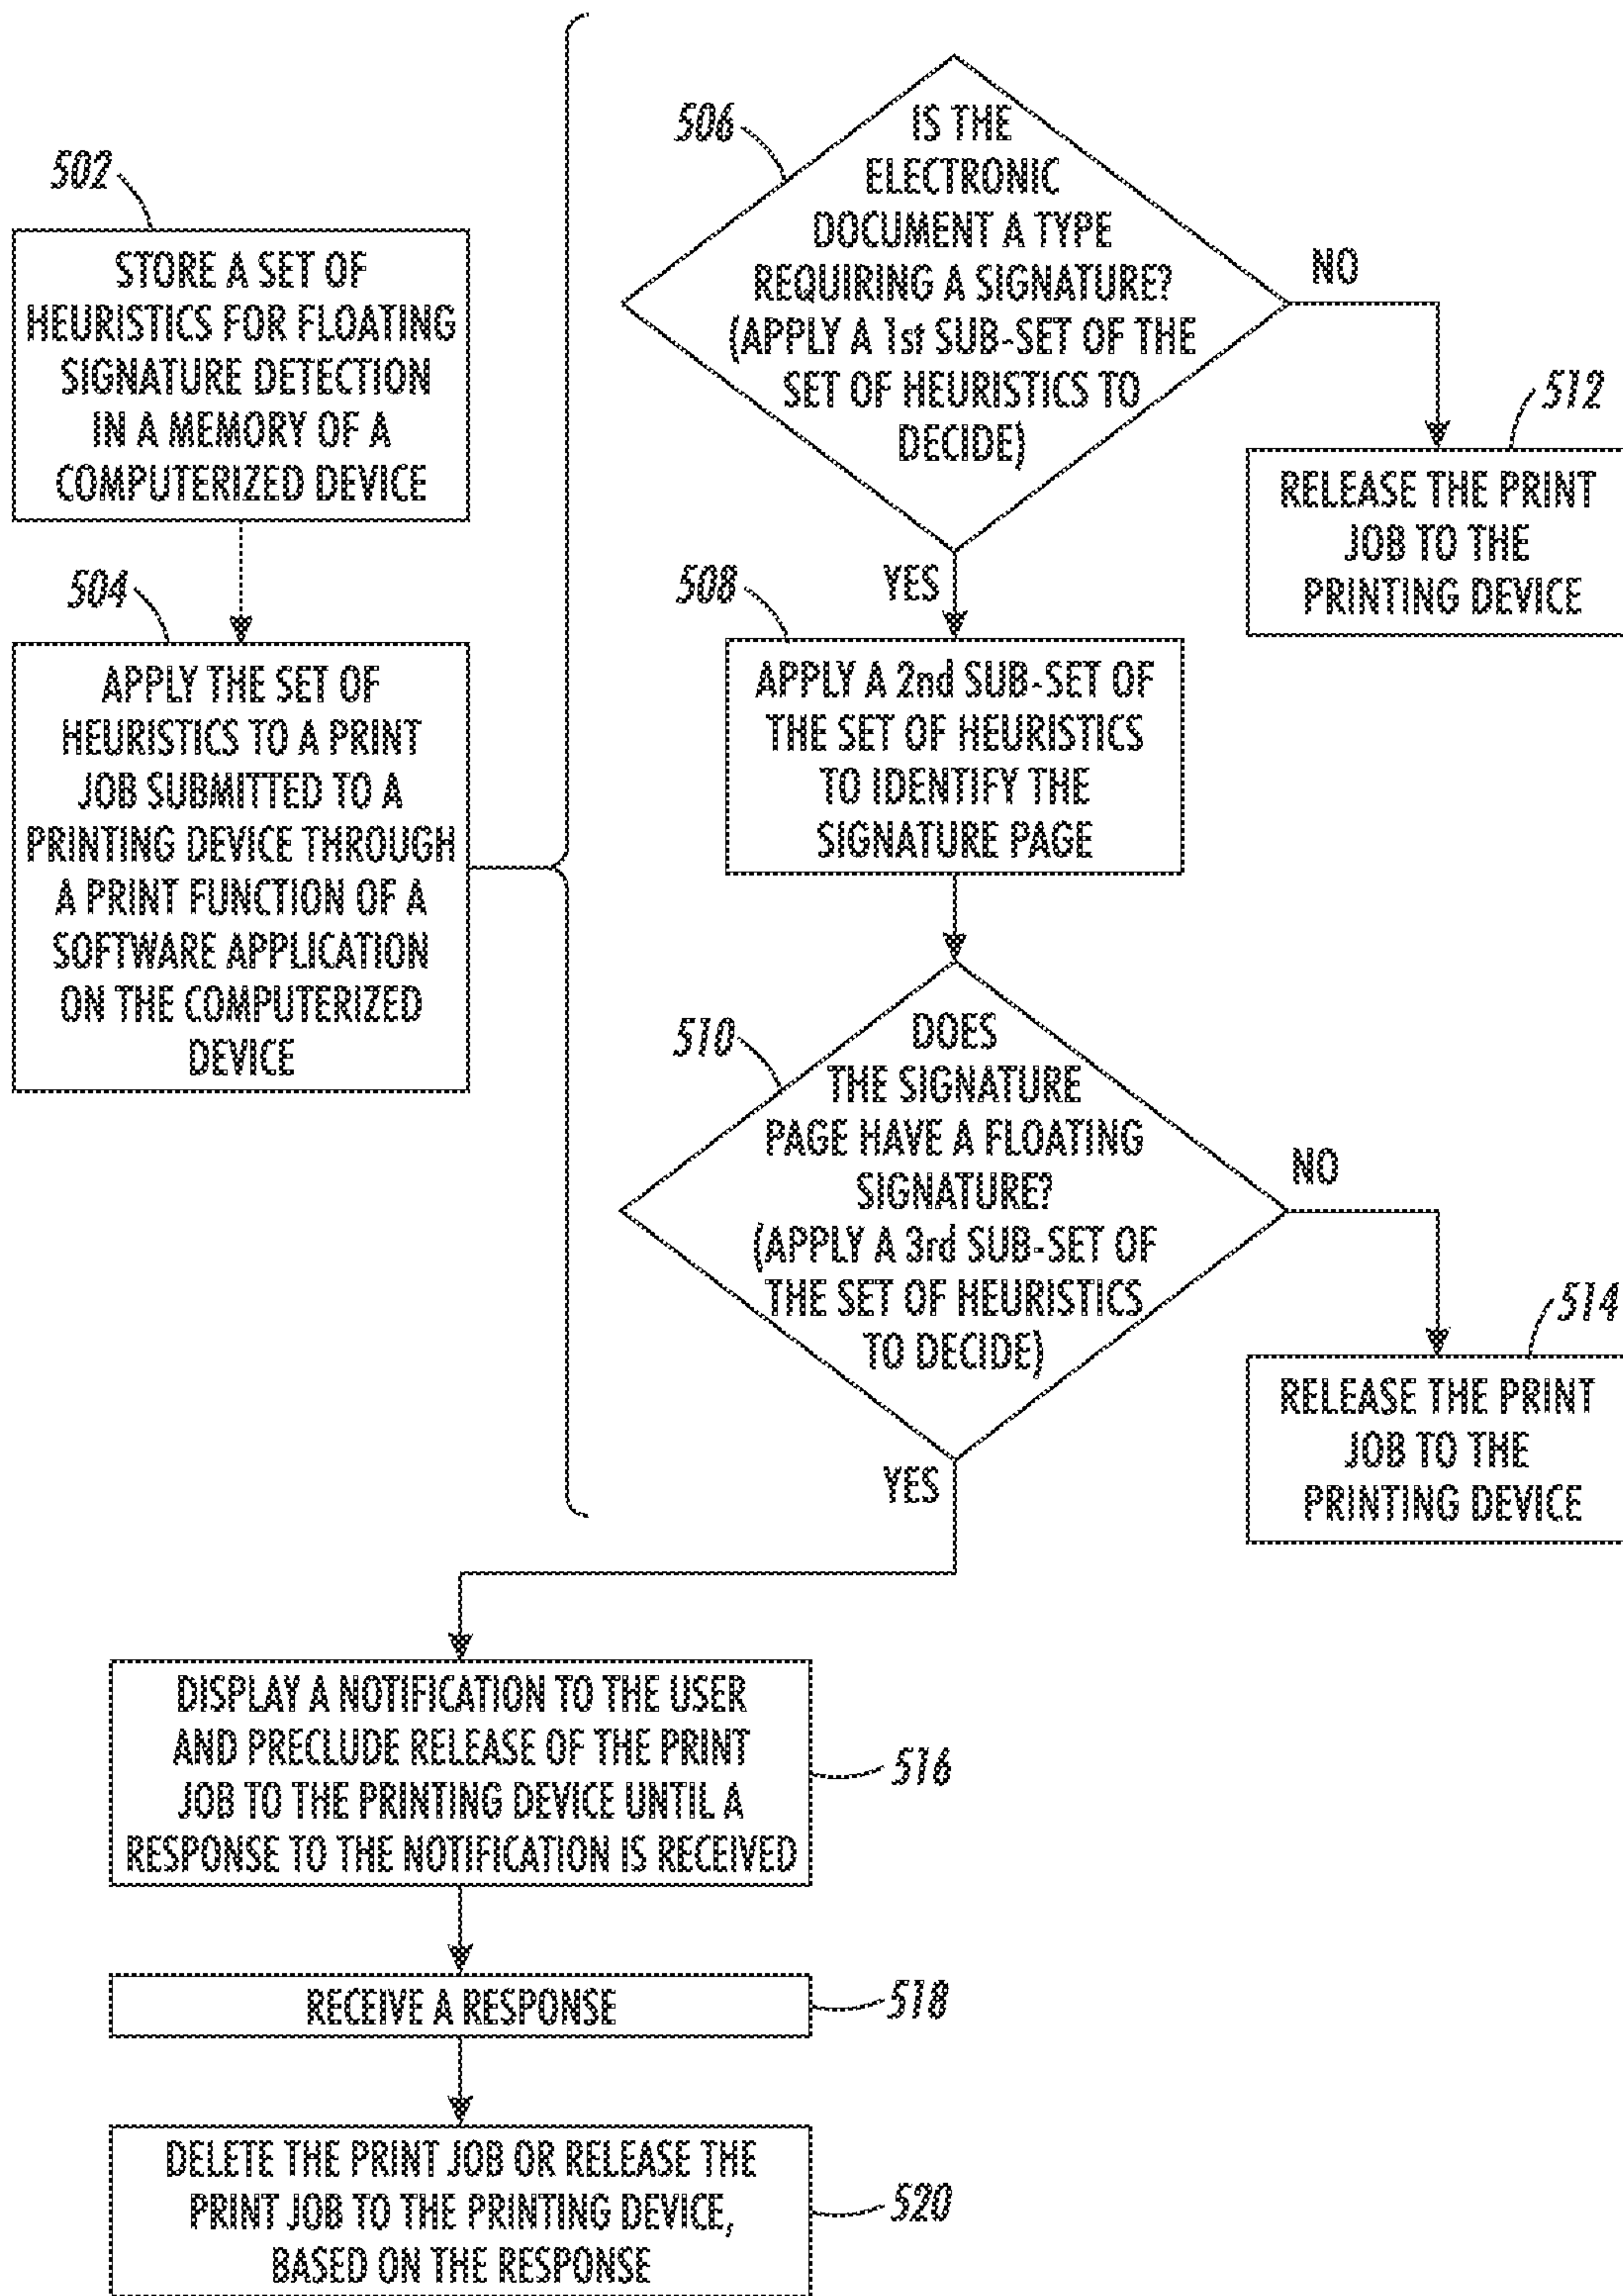 502
STORE A SET OF
HEURISTICS FOR FLOATING
SIGNATURE DETECTION
IN A MEMORY OF A
COMPUTERIZED DEVICE
504
APPLY THE SET OF
HEURISTICS TO A PRINT
JOB SUBMITTED TO A
PRINTING DEVICE THROUGH
A PRINT FUNCTION OF A
SOFTWARE APPLICATION
ON THE COMPUTERIZED
DEVICE
506
IS THE
ELECTRONIC
DOCUMENT A TYPE
REQUIRING A SIGNATURE?
(APPLY A 1st SUB-SET OF THE
SET OF HEURISTICS TO
DECIDE)
NO
512
RELEASE THE PRINT
JOB TO THE
PRINTING DEVICE
YES
508
APPLY A 2nd SUB-SET OF
THE SET OF HEURISTICS
TO IDENTIFY THE
SIGNATURE PAGE
510
DOES
THE SIGNATURE
PAGE HAVE A FLOATING
SIGNATURE?
(APPLY A 3rd SUB-SET OF
THE SET OF HEURISTICS
TO DECIDE)
NO
514
RELEASE THE PRINT
JOB TO THE
PRINTING DEVICE
YES
DISPLAY A NOTIFICATION TO THE USER
AND PRECLUDE RELEASE OF THE PRINT
JOB TO THE PRINTING DEVICE UNTIL A
RESPONSE TO THE NOTIFICATION IS RECEIVED
516
RECEIVE A RESPONSE
518
DELETE THE PRINT JOB OR RELEASE THE
PRINT JOB TO THE PRINTING DEVICE,
BASED ON THE RESPONSE
520